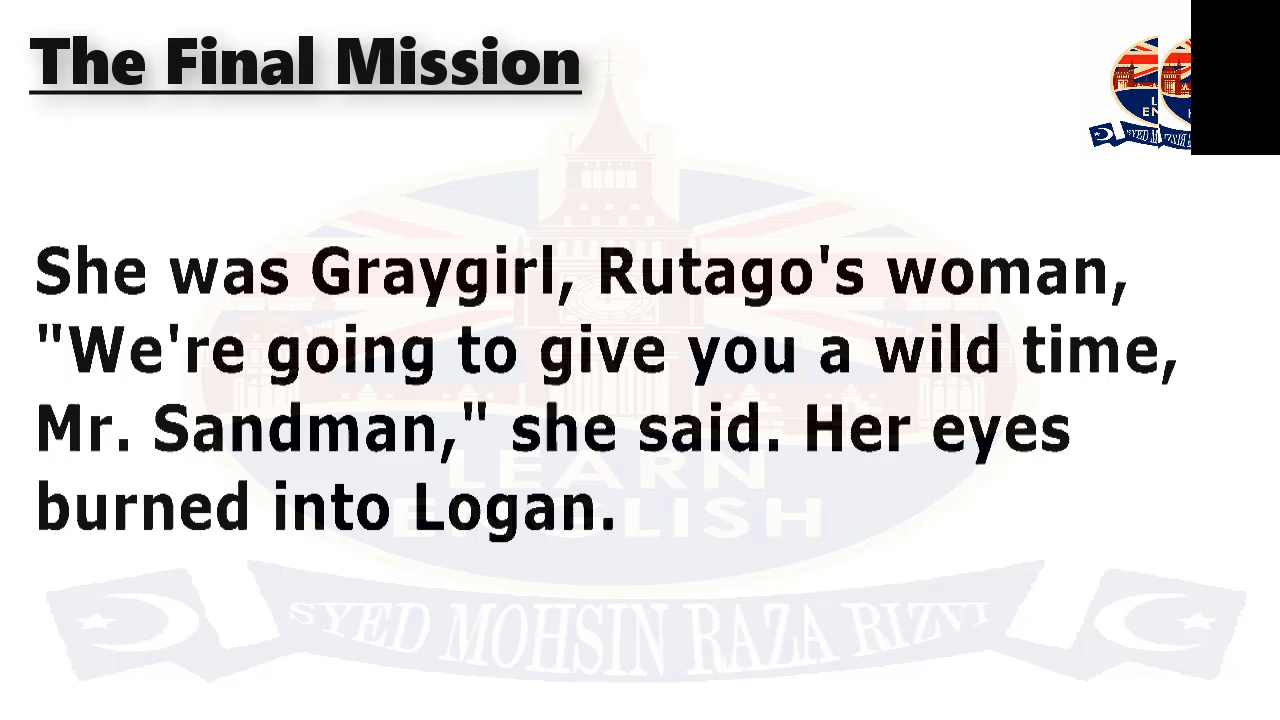 The Final Mission
She was Graygirl, Rutago's woman,
"We're going to give you a wild time,
Mr. Sandman," she said. Her eyes
burned into Logan.
LEARN
ENGLISH
SYED MOHSIN RAZA RIZVI